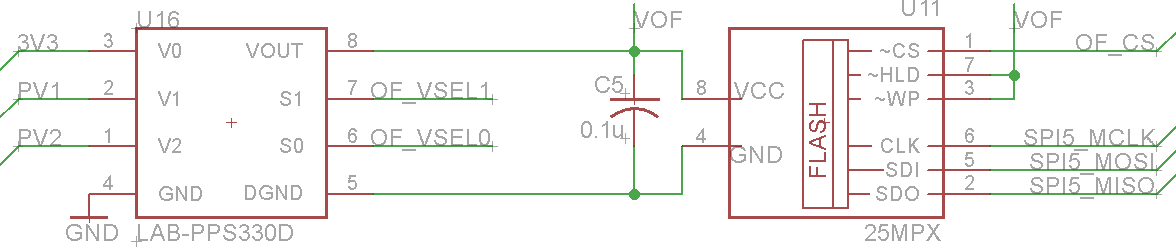 U16
3V3 3 V0 VOUT 8
PV1 2 V1 S1 7 OF_VSEL1
PV2 1 V2 S0 6 OF_VSEL0
4 GND DGND 5
GND LAB-PPS330D
VOF
C5
0.1u
U11
8 VCC
4 GND
FLASH
~CS 1 OF_CS
~HLD 7
~WP 3
CLK 6 SPI5_MCLK
SDI 5 SPI5_MOSI
SDO 2 SPI5_MISO
25MPX
VOF